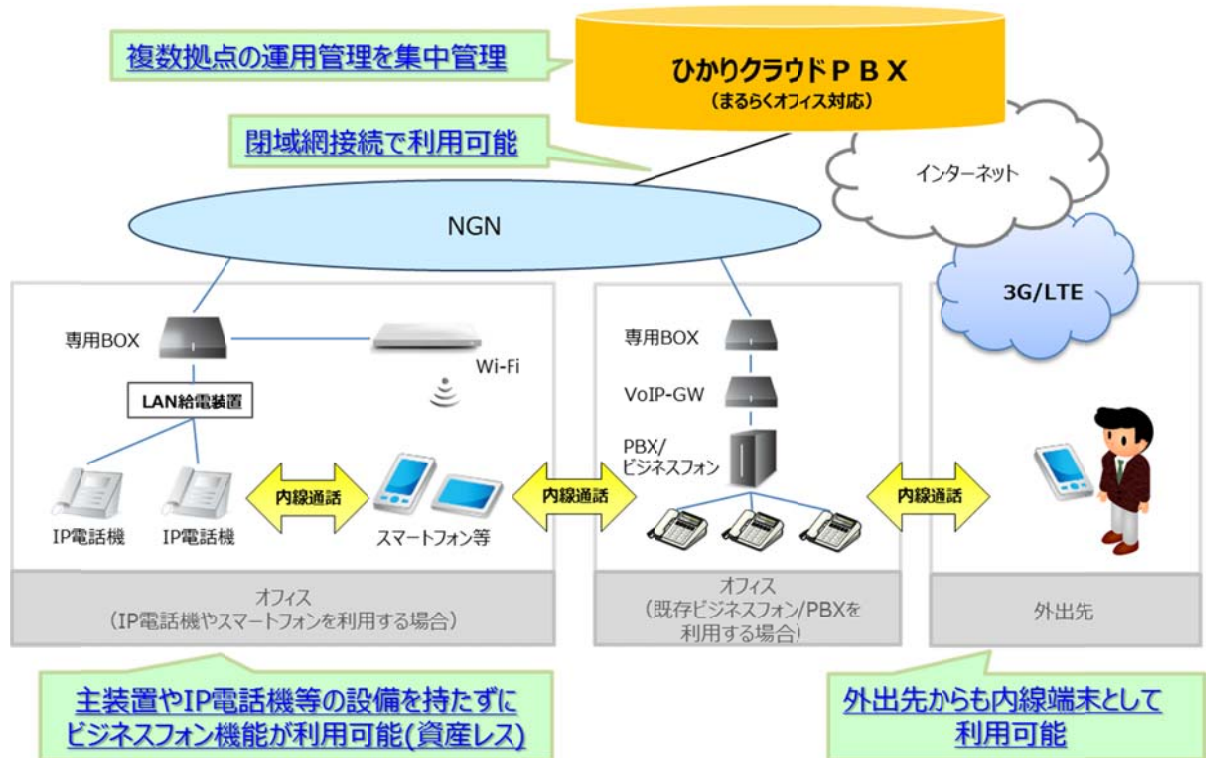 複数拠点の運用管理を集中管理
ひかりクラウドＰＢＸ
（まるらくオフィス対応）
閉域網接続で利用可能
インターネット
NGN
3G/LTE
専用BOX
Wi-Fi
LAN給電装置
専用BOX
VoIP-GW
PBX/
ビジネスフォン
内線通話
内線通話
内線通話
IP電話機
IP電話機
スマートフォン等
オフィス
（IP電話機やスマートフォンを利用する場合）
オフィス
（既存ビジネスフォン/PBXを
利用する場合）
外出先
主装置やIP電話機等の設備を持たずに
ビジネスフォン機能が利用可能(資産レス)
外出先からも内線端末として
利用可能